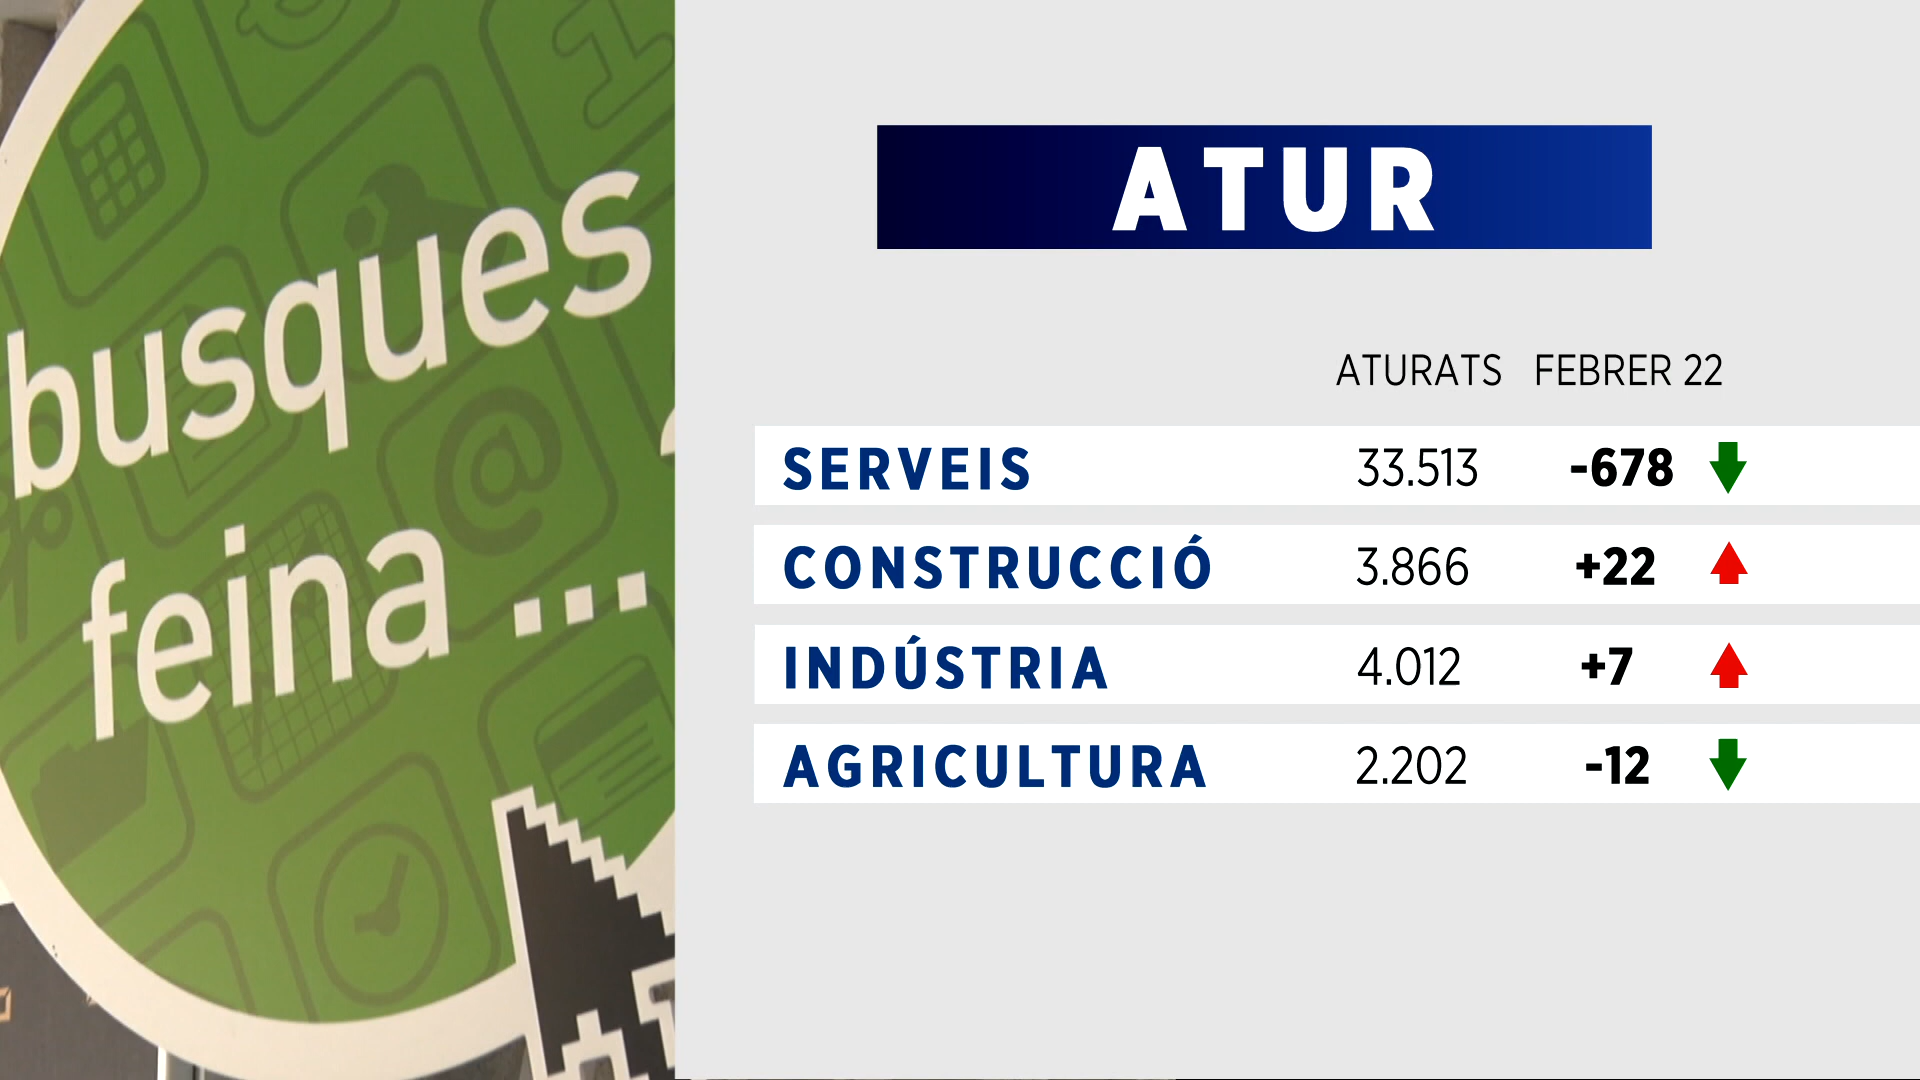 busques
feina ...
ATUR
ATURATS FEBRER 22
SERVEIS 33.513 -678
CONSTRUCCIÓ 3.866 +22
INDÚSTRIA 4.012 +7
AGRICULTURA 2.202 -12